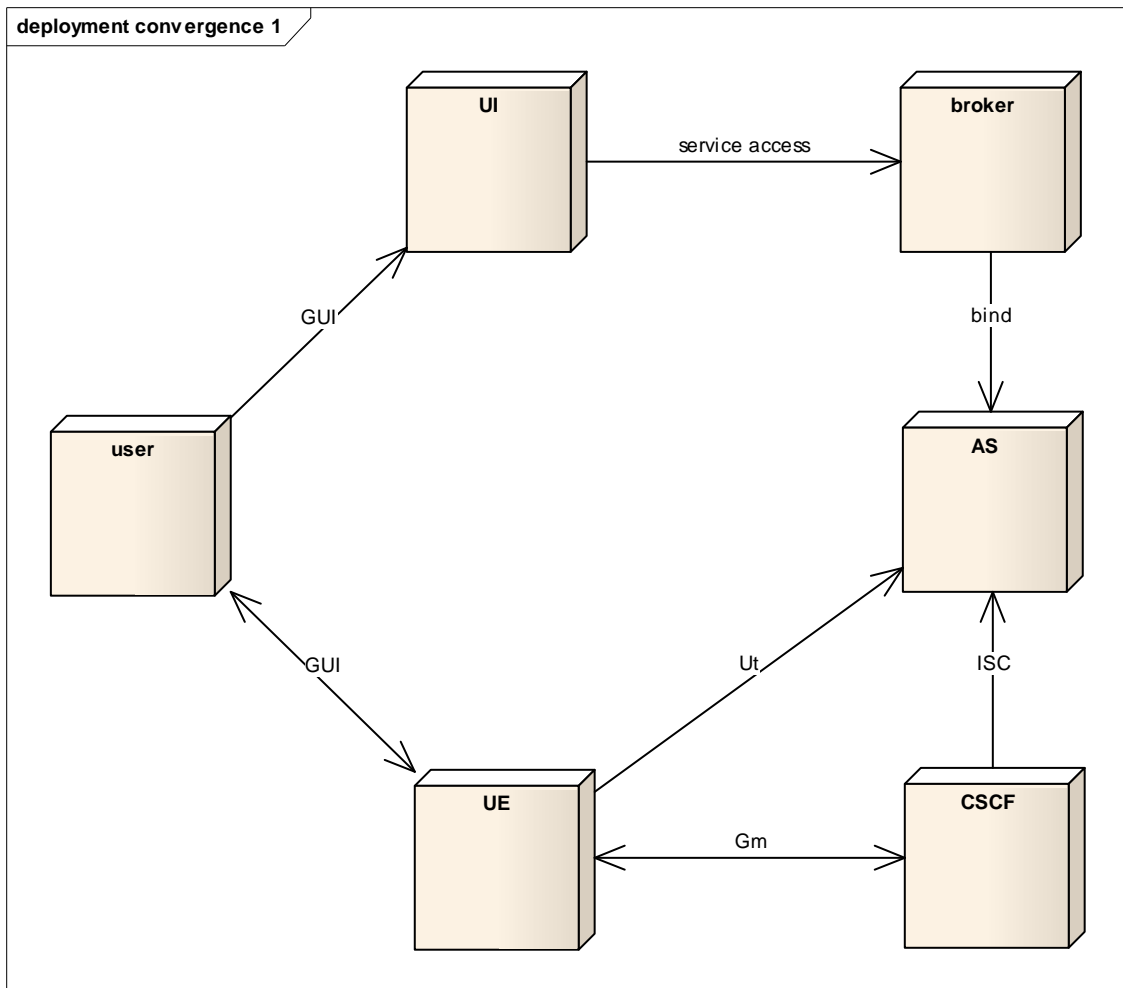 deployment convergence 1
UI
broker
service access
GUI
bind
user
AS
GUI
Ut
ISC
UE
CSCF
Gm